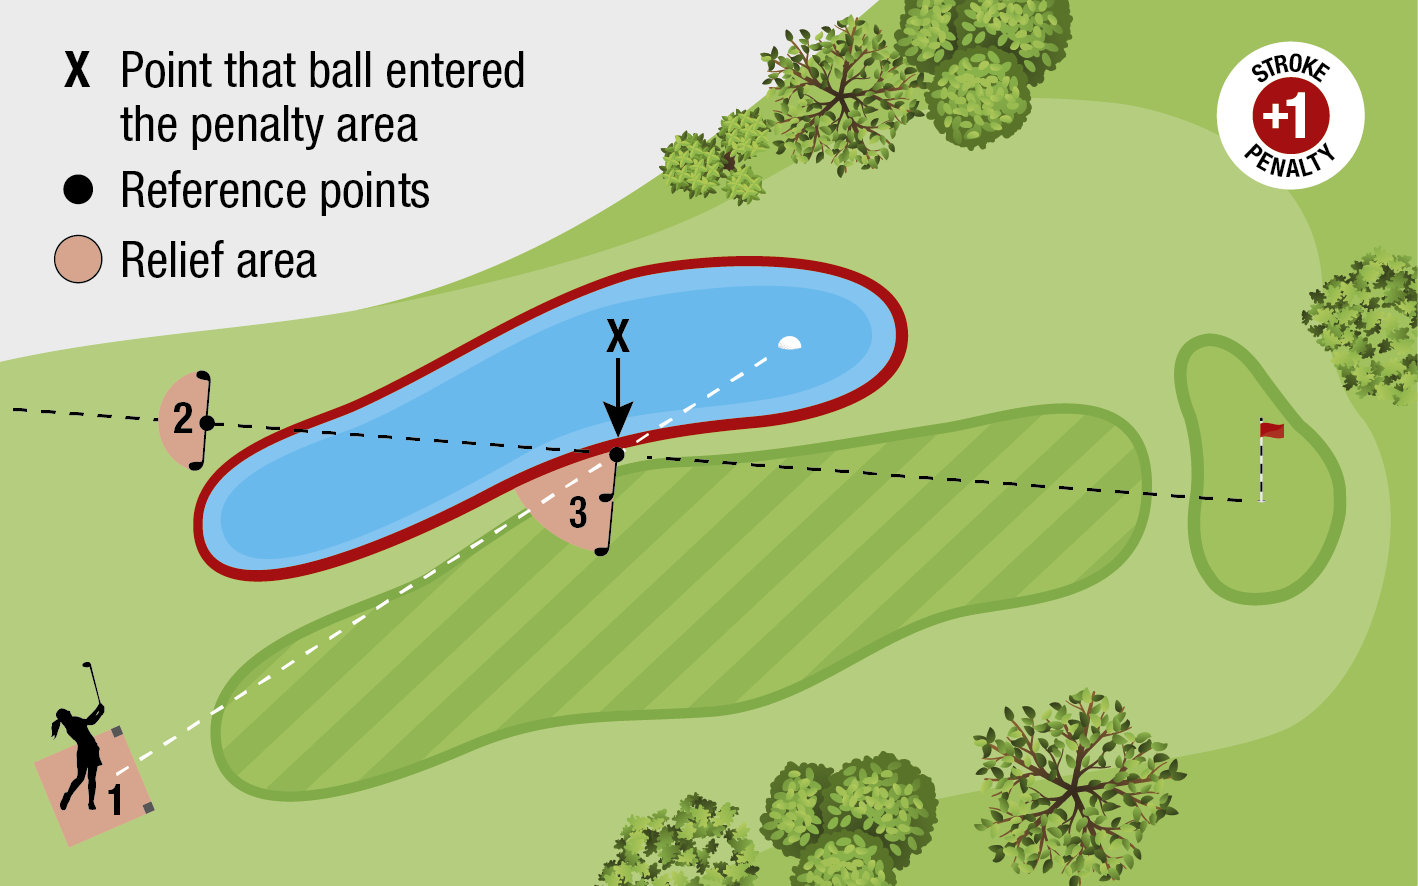 X Point that ball entered
the penalty area
Reference points
Relief area
STROKE
+1
PENALTY
X
2
3
1